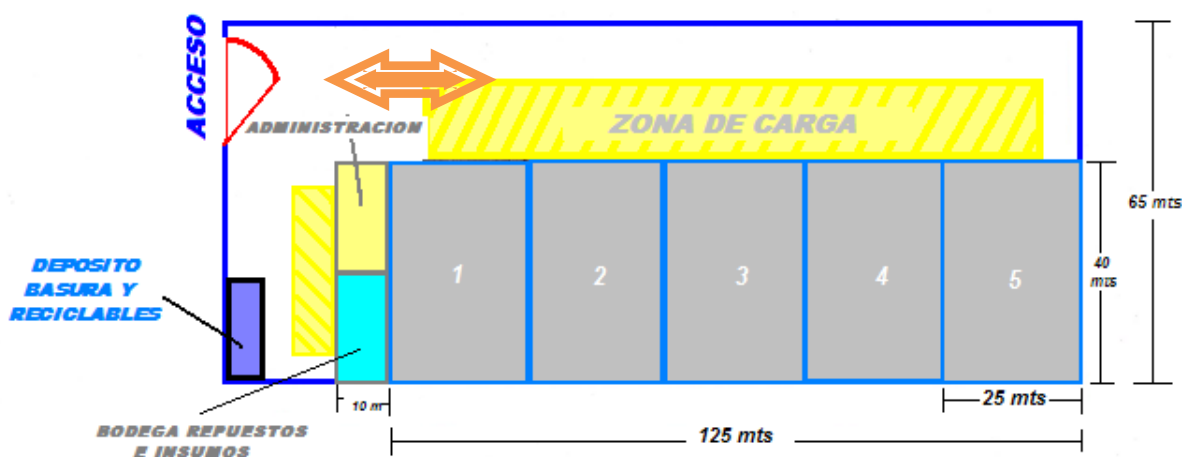 ACCESO
ADMINISTRACION
ZONA DE CARGA
65 mts
DEPOSITO
BASURA Y
RECICLABLES
1
2
3
4
5
40
mts
10 m
25 mts
125 mts
BODEGA REPUESTOS
E INSUMOS